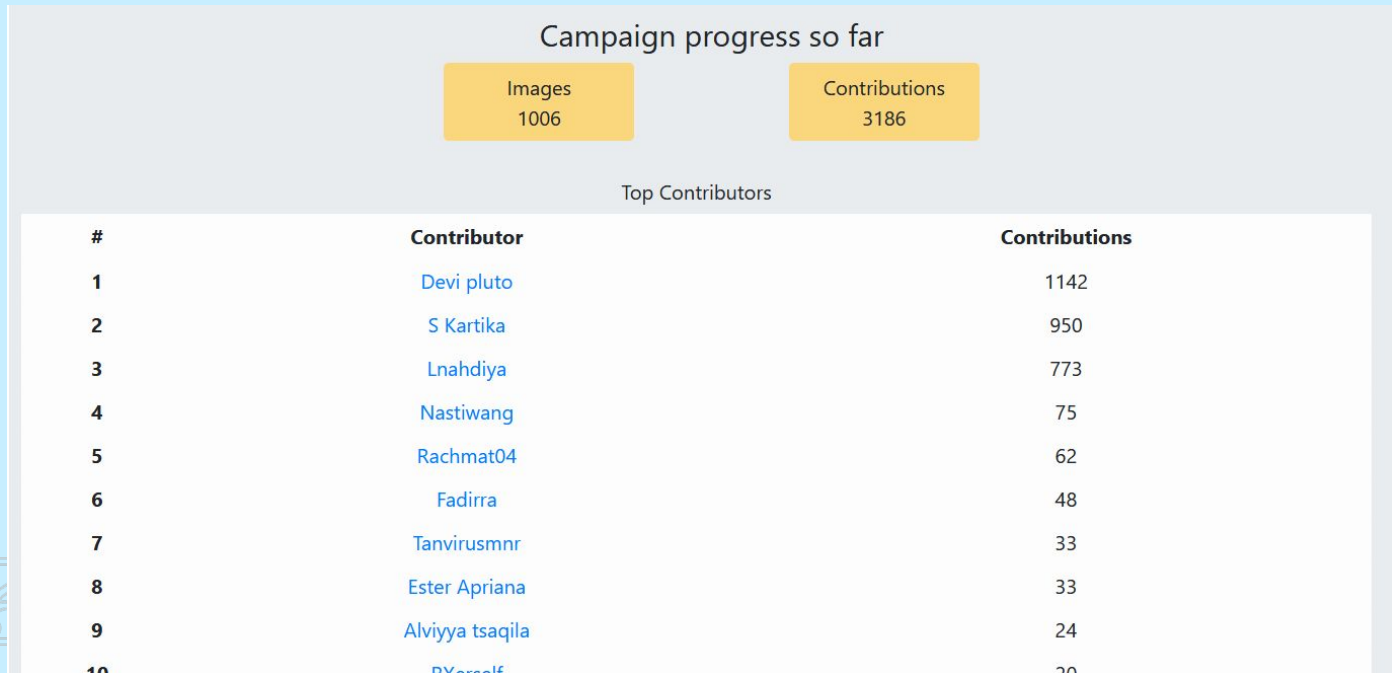 Campaign progress so far
Images Contributions
1006 3186
Top Contributors
# Contributor Contributions
1 Devi pluto 1142
2 S Kartika 950
3 Lnahdiya 773
4 Nastiwang 75
5 Rachmat04 62
6 Fadirra 48
7 Tanvirusmnr 33
8 Ester Apriana 33
9 Alviyya tsaqila 24
10